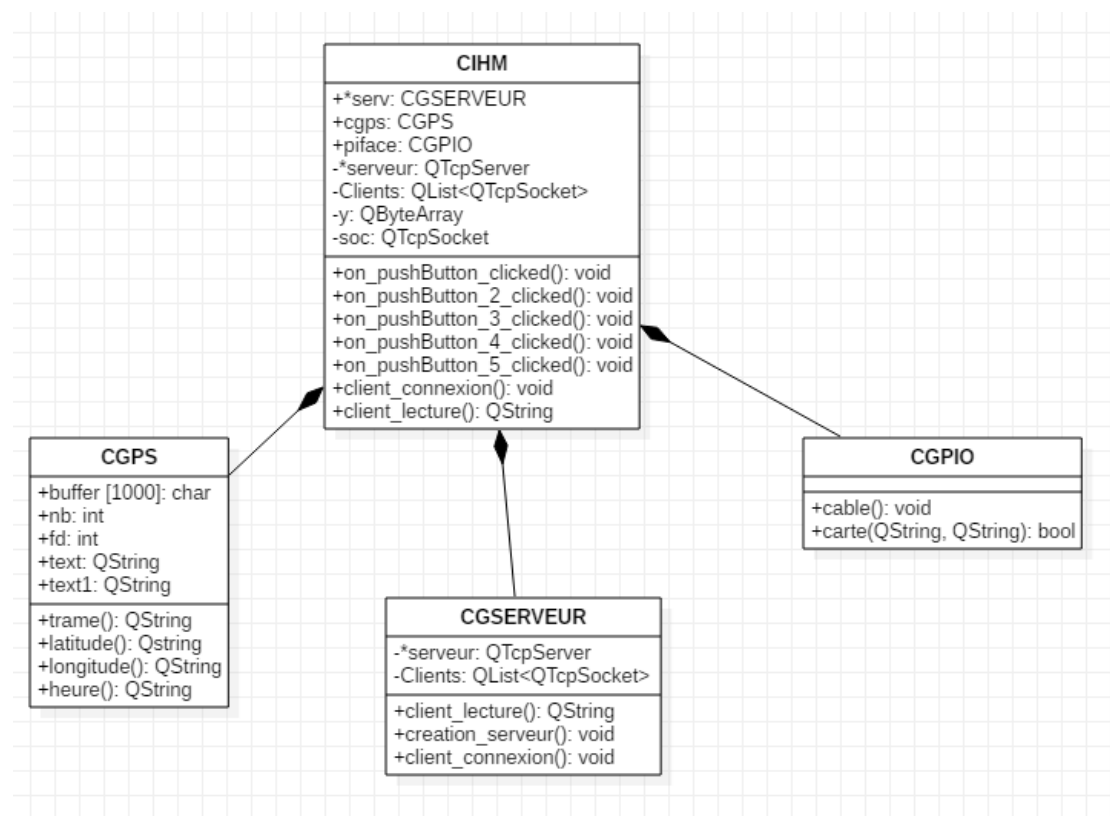 CIHM
+*serv: CGSERVEUR
+cgps: CGPS
+piface: CGPIO
-*serveur: QTcpServer
-Clients: QList<QTcpSocket>
-y: QByteArray
-soc: QTcpSocket
+on_pushButton_clicked(): void
+on_pushButton_2_clicked(): void
+on_pushButton_3_clicked(): void
+on_pushButton_4_clicked(): void
+on_pushButton_5_clicked(): void
+client_connexion(): void
+client_lecture(): QString
CGPS
+buffer [1000]: char
+nb: int
+fd: int
+text: QString
+text1: QString
+trame(): QString
+latitude(): Qstring
+longitude(): QString
+heure(): QString
CGPIO
+cable(): void
+carte(QString, QString): bool
CGSERVEUR
-*serveur: QTcpServer
-Clients: QList<QTcpSocket>
+client_lecture(): QString
+creation_serveur(): void
+client_connexion(): void